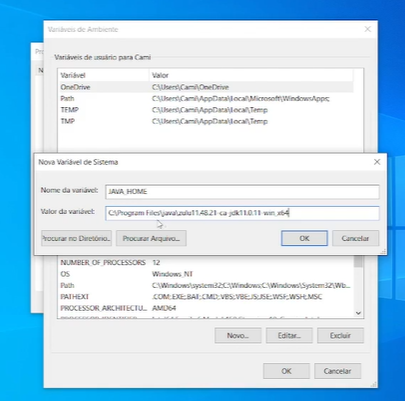 Variáveis de Ambiente
Variáveis de usuário para Cami
Variável Valor
OneDrive C:\Users\Cami\OneDrive
Path C:\Users\Cami\AppData\Local\Microsoft\WindowsApps;
TEMP C:\Users\Cami\AppData\Local\Temp
TMP C:\Users\Cami\AppData\Local\Temp
Nova Variável de Sistema
Nome da variável: JAVA_HOME
Valor da variável: C:\Program Files\java\zulu11.48.21-ca-jdk11.0.11-win_x64
Procurar no Diretório... Procurar Arquivo... OK Cancelar
NUMBER_OF_PROCESSORS 12
OS Windows_NT
Path C:\Windows\system32;C:\Windows;C:\Windows\System32\Wb...
PATHEXT .COM;.EXE;.BAT;.CMD;.VBS;.VBE;.JS;.JSE;.WSF;.WSH;.MSC
PROCESSOR_ARCHITECTU... AMD64
Novo... Editar... Excluir
OK Cancelar